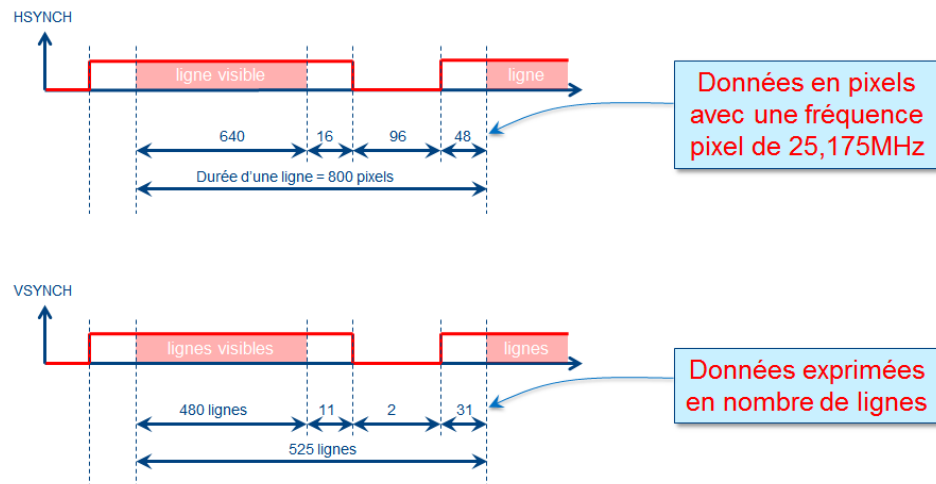 HSYNCH
ligne visible
ligne
640
16
96
48
Durée d'une ligne = 800 pixels
Données en pixels
avec une fréquence
pixel de 25,175MHz
VSYNCH
lignes visibles
lignes
480 lignes
11
2
31
525 lignes
Données exprimées
en nombre de lignes